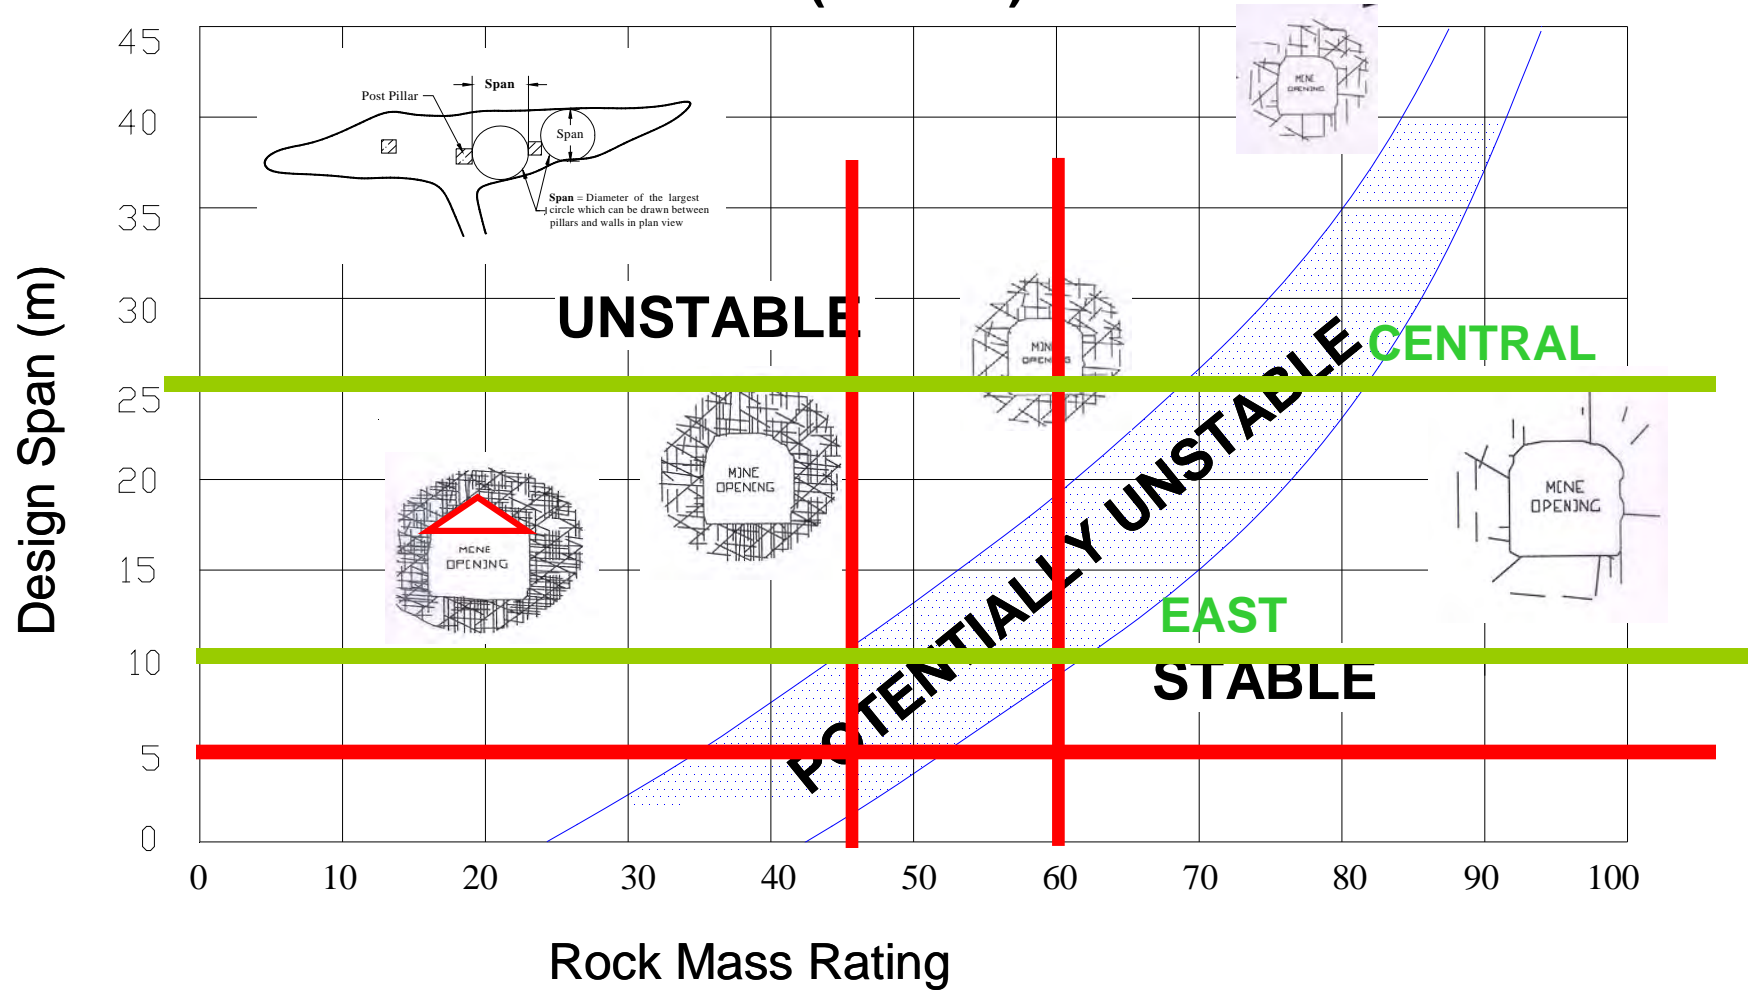 45
40
35
30
25
20
15
10
5
0
Design Span (m)
Span
Post Pillar
Span
Span = Diameter of the largest
circle which can be drawn between
pillars and walls in plan view
MINE
OPENING
UNSTABLE
MINE
OPENING
CENTRAL
MINE
OPENING
MINE
OPENING
MINE
OPENING
POTENTIALLY UNSTABLE
EAST
STABLE
0 10 20 30 40 50 60 70 80 90 100
Rock Mass Rating